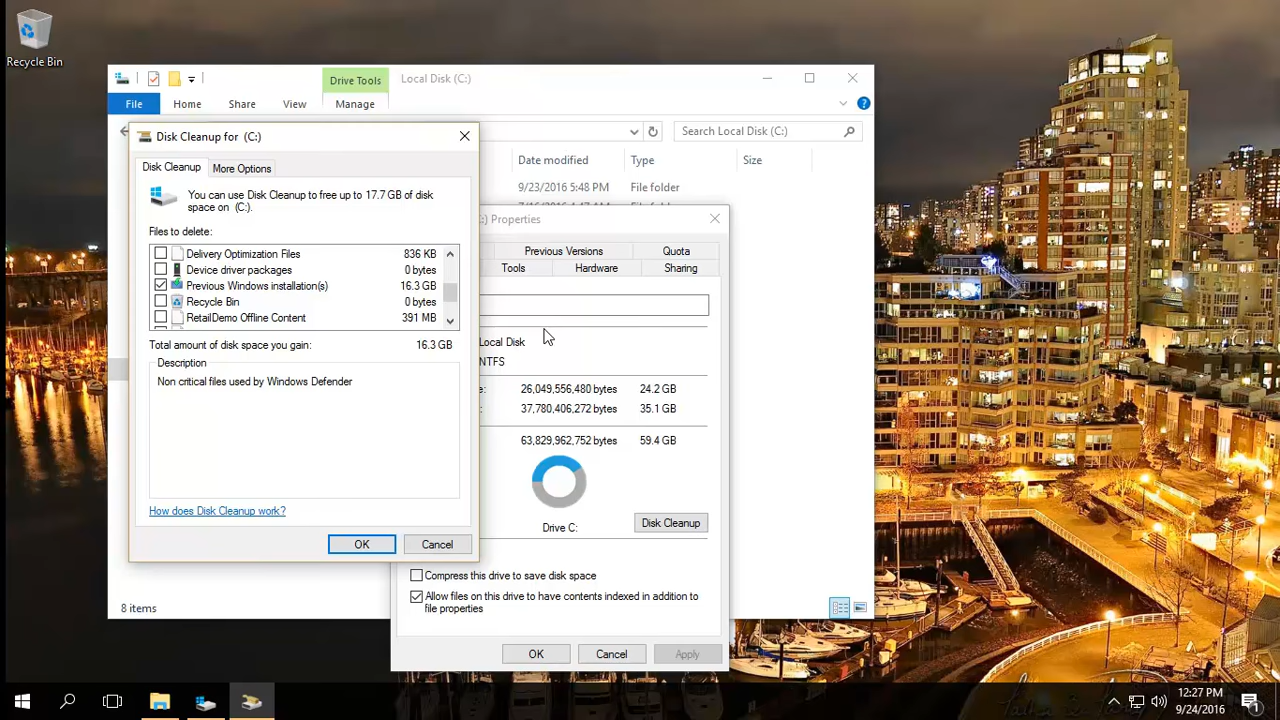 Recycle Bin
Drive Tools
Local Disk (C:)
File
Home
Share
View
Manage
Search Local Disk (C:)
Date modified
Type
Size
9/23/2016 5:48 PM
File folder
Disk Cleanup for (C:)
Disk Cleanup
More Options
You can use Disk Cleanup to free up to 17.7 GB of disk
space on (C:).
Files to delete:
Delivery Optimization Files 836 KB
Device driver packages 0 bytes
Previous Windows installation(s) 16.3 GB
Recycle Bin 0 bytes
RetailDemo Offline Content 391 MB
Total amount of disk space you gain: 16.3 GB
Description
Non critical files used by Windows Defender
How does Disk Cleanup work?
OK
Cancel
:) Properties
Previous Versions
Quota
Tools
Hardware
Sharing
Local Disk
NTFS
26,049,556,480 bytes 24.2 GB
37,780,406,272 bytes 35.1 GB
63,829,962,752 bytes 59.4 GB
Drive C:
Disk Cleanup
Compress this drive to save disk space
Allow files on this drive to have contents indexed in addition to
file properties
OK
Cancel
Apply
8 items
12:27 PM
9/24/2016
1